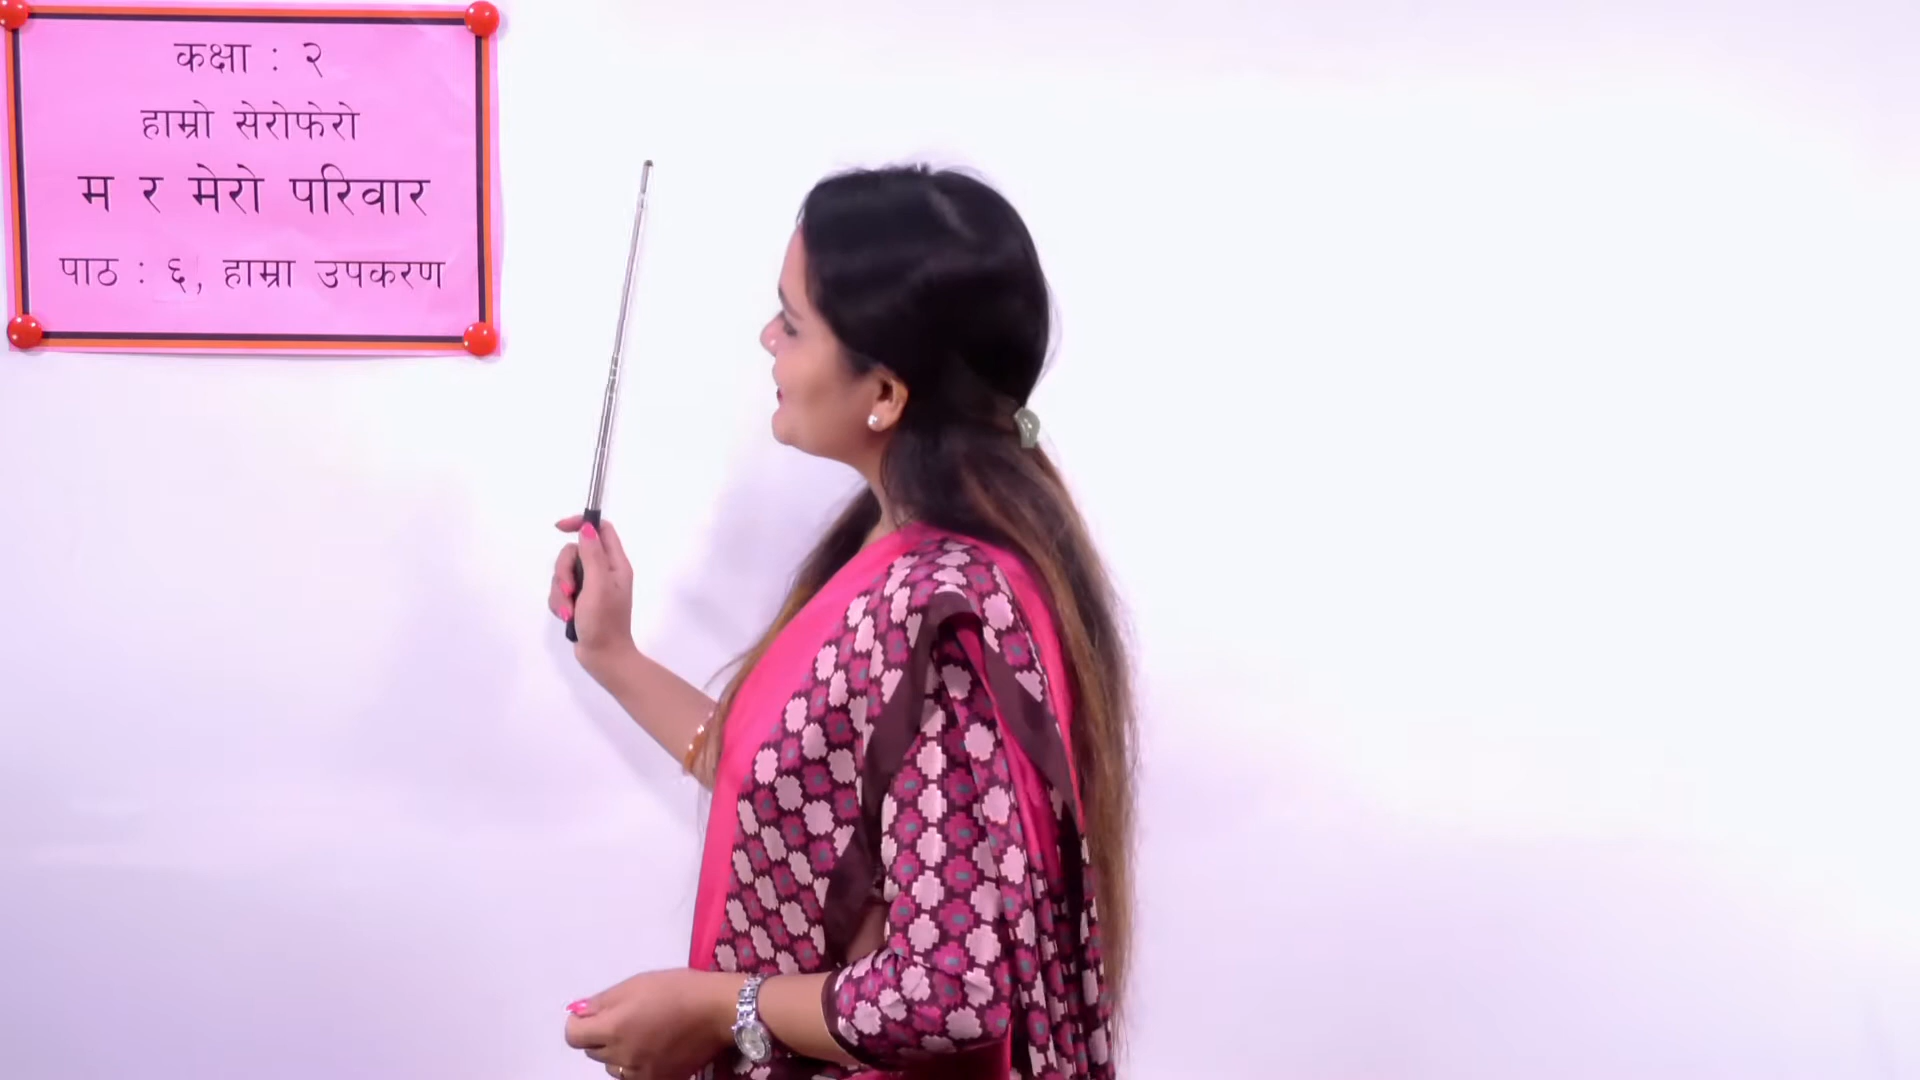 कक्षा : २
हाम्रो सेरोफेरो
म र मेरो परिवार
पाठ : ६, हाम्रा उपकरण